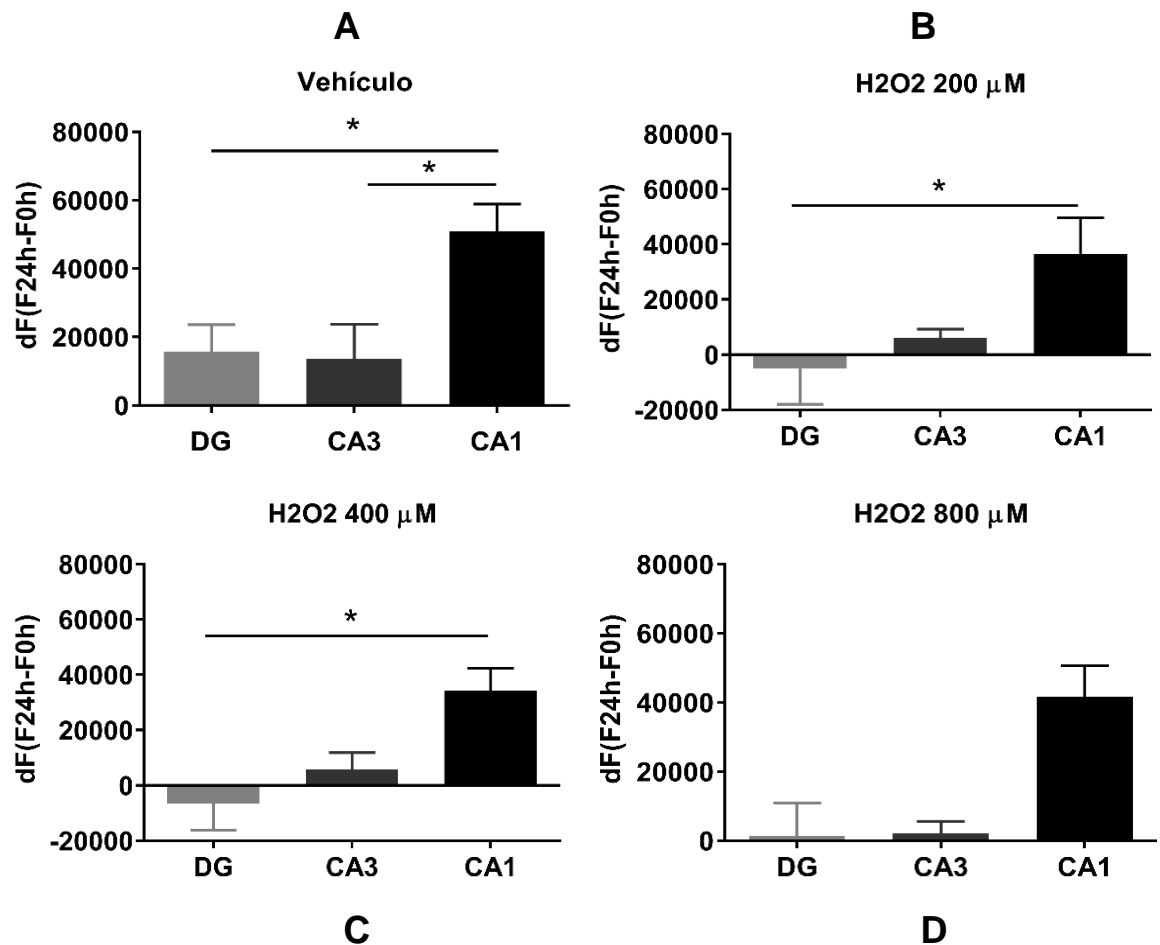 A
Vehículo
dF(F24h-F0h)
80000
60000
40000
20000
0
*
*
DG CA3 CA1
B
H2O2 200 μM
dF(F24h-F0h)
80000
60000
40000
20000
0
-20000
*
DG CA3 CA1
H2O2 400 μM
dF(F24h-F0h)
80000
60000
40000
20000
0
-20000
*
DG CA3 CA1
C
H2O2 800 μM
dF(F24h-F0h)
80000
60000
40000
20000
0
DG CA3 CA1
D